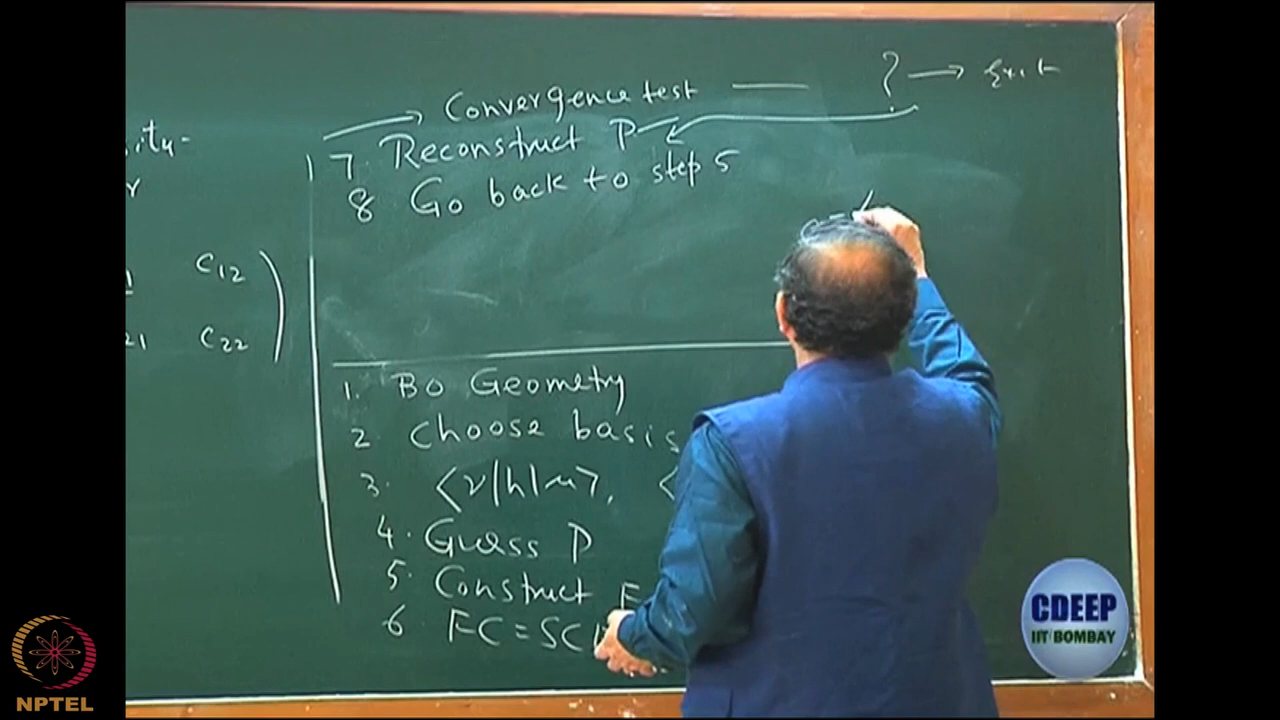 → Convergence test — ? → Exit
7. Reconstruct P
8 Go back to step 5
C12
21 C22
1. BO Geometry
2 Choose basis
3. <ν|h|μ>, <
4. Guess P
5. Construct F
6 FC = SC
CDEEP
IIT BOMBAY
NPTEL